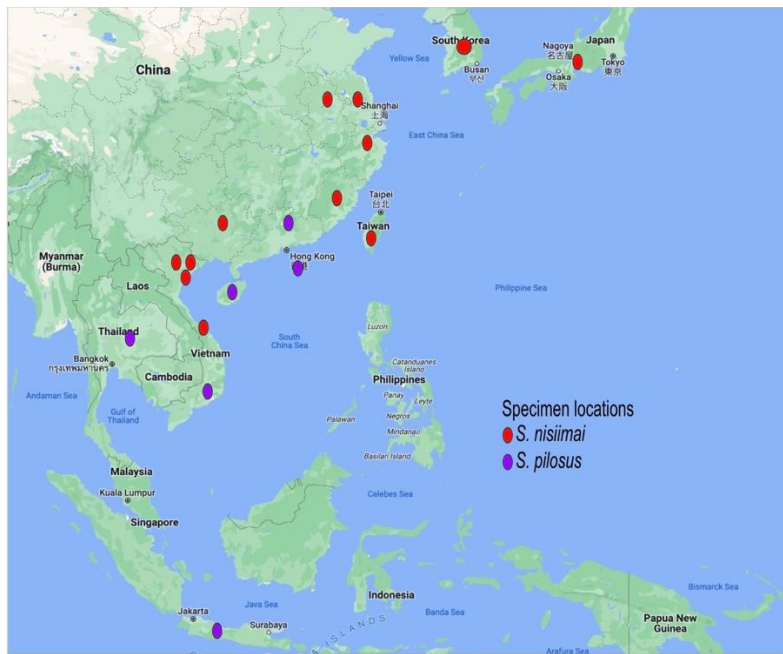 South Korea
Yellow Sea
Busan
부산
Nagoya
名古屋
Japan
Osaka
大阪
Tokyo
東京
China
Shanghai
上海
East China Sea
Taipei
台北
Taiwan
Hong Kong
Myanmar
(Burma)
Laos
Philippine Sea
South
China Sea
Luzon
Thailand
Vietnam
Bangkok
กรุงเทพมหานคร
Cambodia
Catanduanes
Island
Philippines
Panay
Leyte
Negros
Palawan
Mindanao
Basilan Island
Andaman Sea
Gulf of
Thailand
Specimen locations
S. nisiimai
S. pilosus
Malaysia
Kuala Lumpur
Singapore
Celebes Sea
Indonesia
Bismarck Sea
Java Sea
Jakarta
Surabaya
Banda Sea
Papua New
Guinea
Arafura Sea
ISLANDS